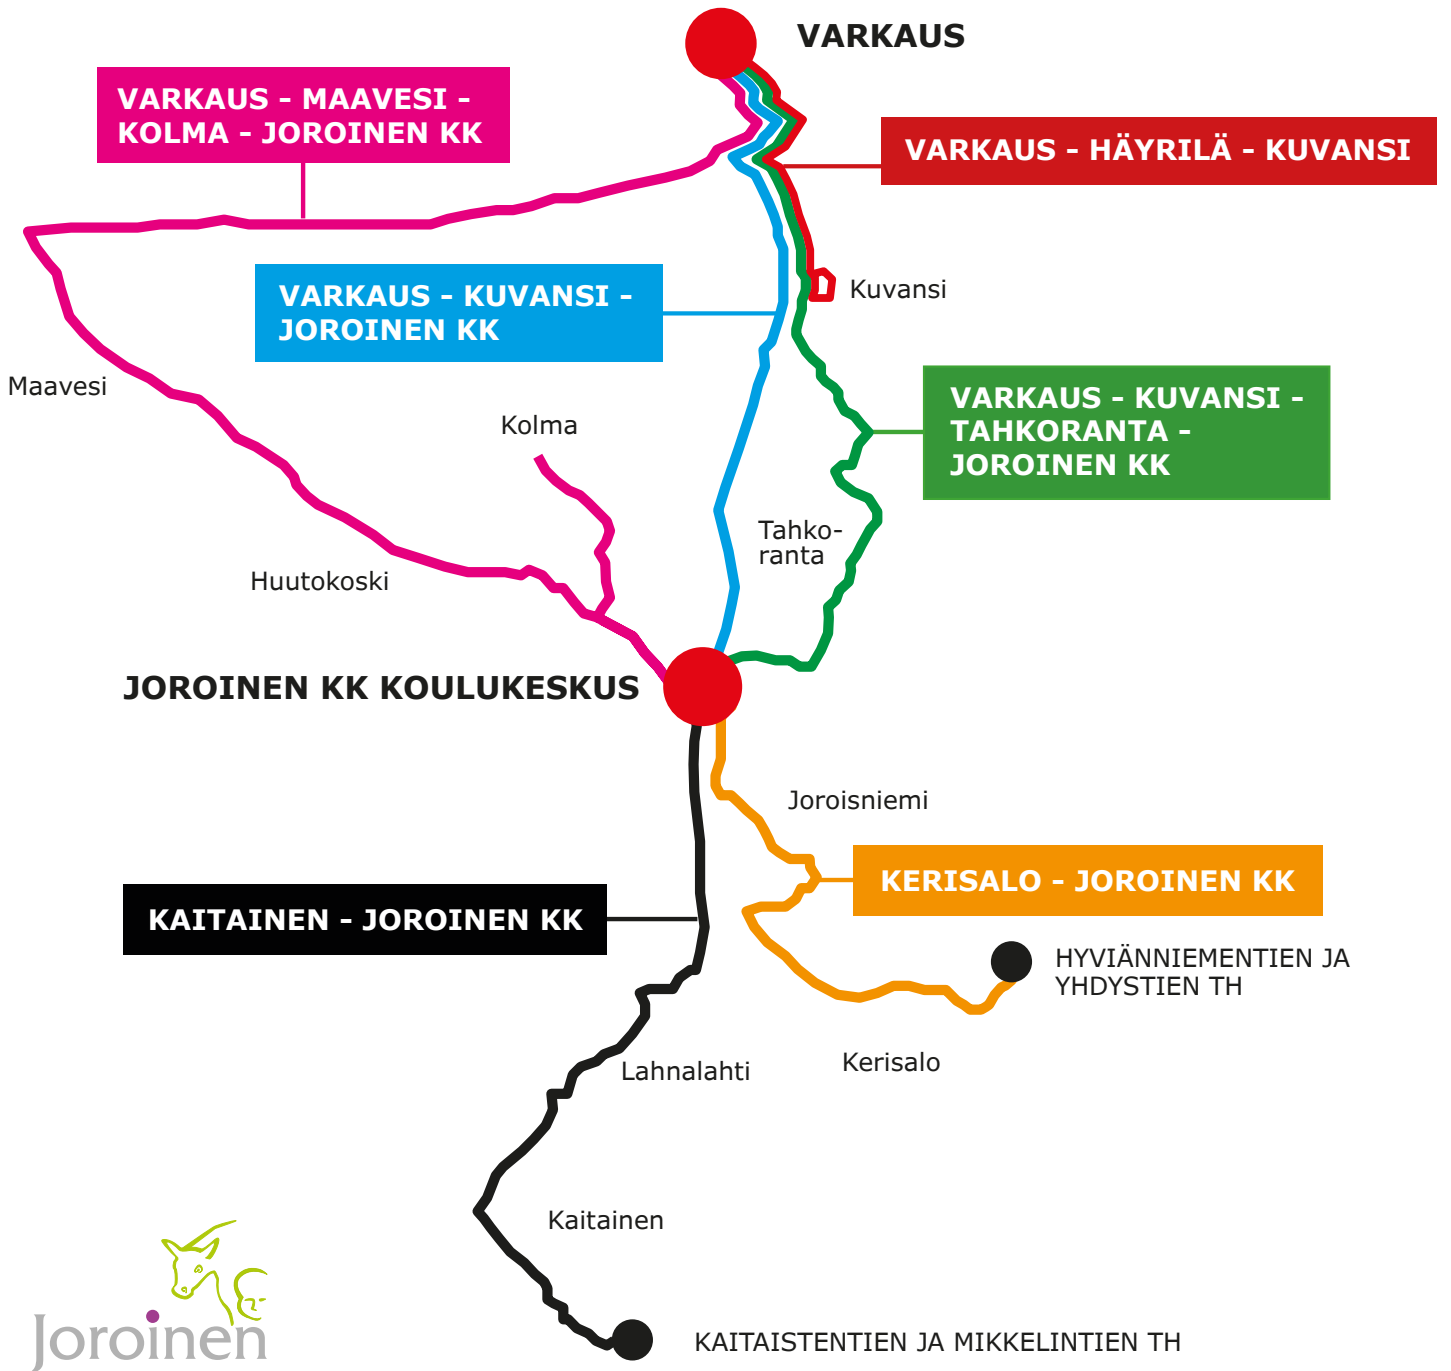 VARKAUS
VARKAUS - MAAVESI -
KOLMA - JOROINEN KK
VARKAUS - HÄYRILÄ - KUVANSI
VARKAUS - KUVANSI -
JOROINEN KK
Kuvansi
Maavesi
VARKAUS - KUVANSI -
TAHKORANTA -
JOROINEN KK
Kolma
Tahko-
ranta
Huutokoski
JOROINEN KK KOULUKESKUS
Joroisniemi
KERISALO - JOROINEN KK
KAITAINEN - JOROINEN KK
HYVIÄNNIEMENTIEN JA
YHDYSTIEN TH
Kerisalo
Lahnalahti
Kaitainen
KAITAISTENTIEN JA MIKKELINTIEN TH
Joroinen